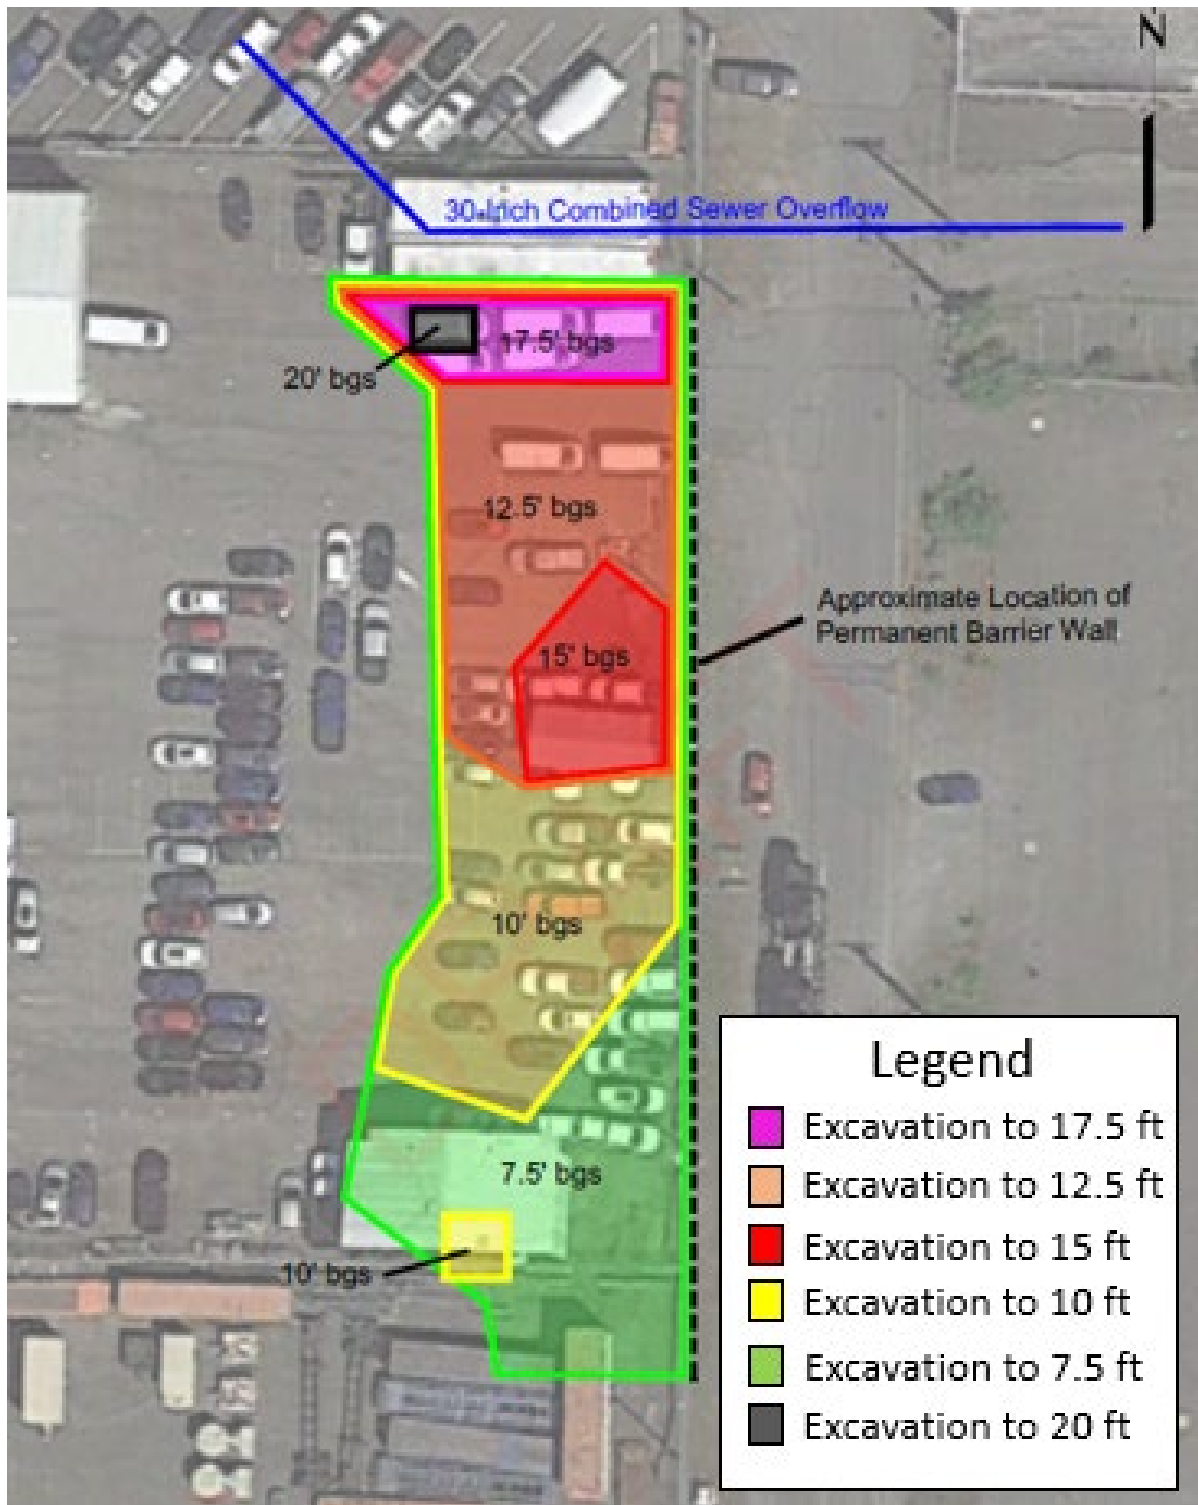 N
30-Inch Combined Sewer Overflow
17.5' bgs
20' bgs
12.5' bgs
Approximate Location of
Permanent Barrier Wall
15' bgs
10' bgs
7.5' bgs
10' bgs
Legend
Excavation to 17.5 ft
Excavation to 12.5 ft
Excavation to 15 ft
Excavation to 10 ft
Excavation to 7.5 ft
Excavation to 20 ft